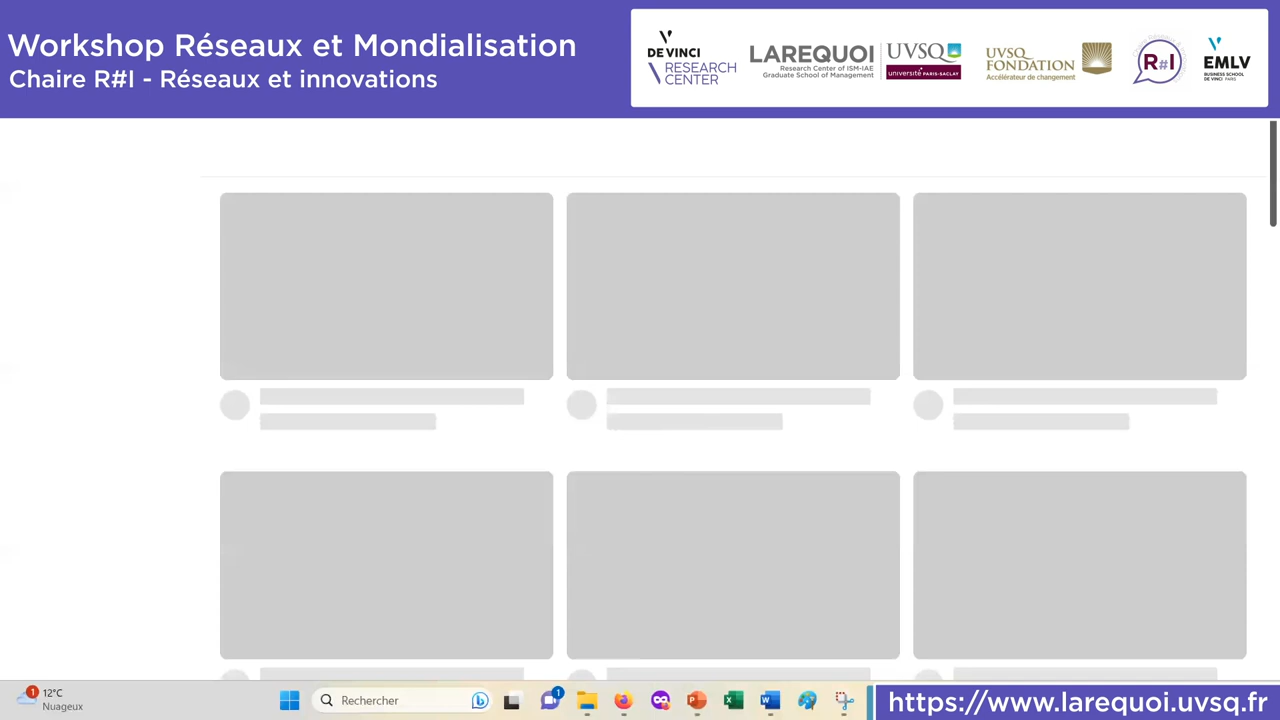 Workshop Réseaux et Mondialisation
Chaire R#I - Réseaux et innovations
DE VINCI
RESEARCH
CENTER
LAREQUOI
Research Center of ISM-IAE
Graduate School of Management
UVSQ
université PARIS-SACLAY
UVSQ
FONDATION
Accélérateur de changement
R#I
EMLV
BUSINESS SCHOOL
DE VINCI PARIS
1
12°C
Nuageux
Rechercher
1
https://www.larequoi.uvsq.fr